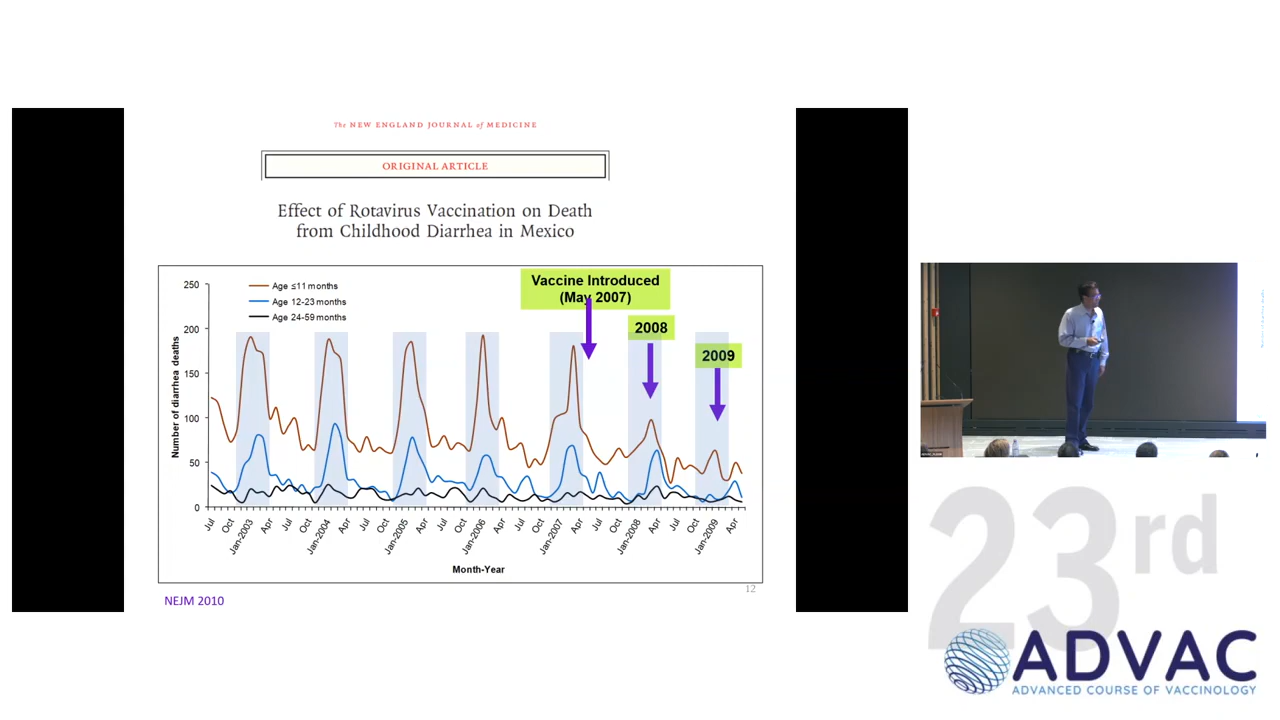 The NEW ENGLAND JOURNAL of MEDICINE
ORIGINAL ARTICLE
Effect of Rotavirus Vaccination on Death
from Childhood Diarrhea in Mexico
Vaccine Introduced
(May 2007)
2008
2009
Age ≤11 months
Age 12-23 months
Age 24-59 months
Number of diarrhea deaths
250
200
150
100
50
0
Jul
Oct
Jan-2003
Apr
Jul
Oct
Jan-2004
Apr
Jul
Oct
Jan-2005
Apr
Jul
Oct
Jan-2006
Apr
Jul
Oct
Jan-2007
Apr
Jul
Oct
Jan-2008
Apr
Jul
Oct
Jan-2009
Apr
Month-Year
NEJM 2010
12
23rd
ADVAC
ADVANCED COURSE OF VACCINOLOGY